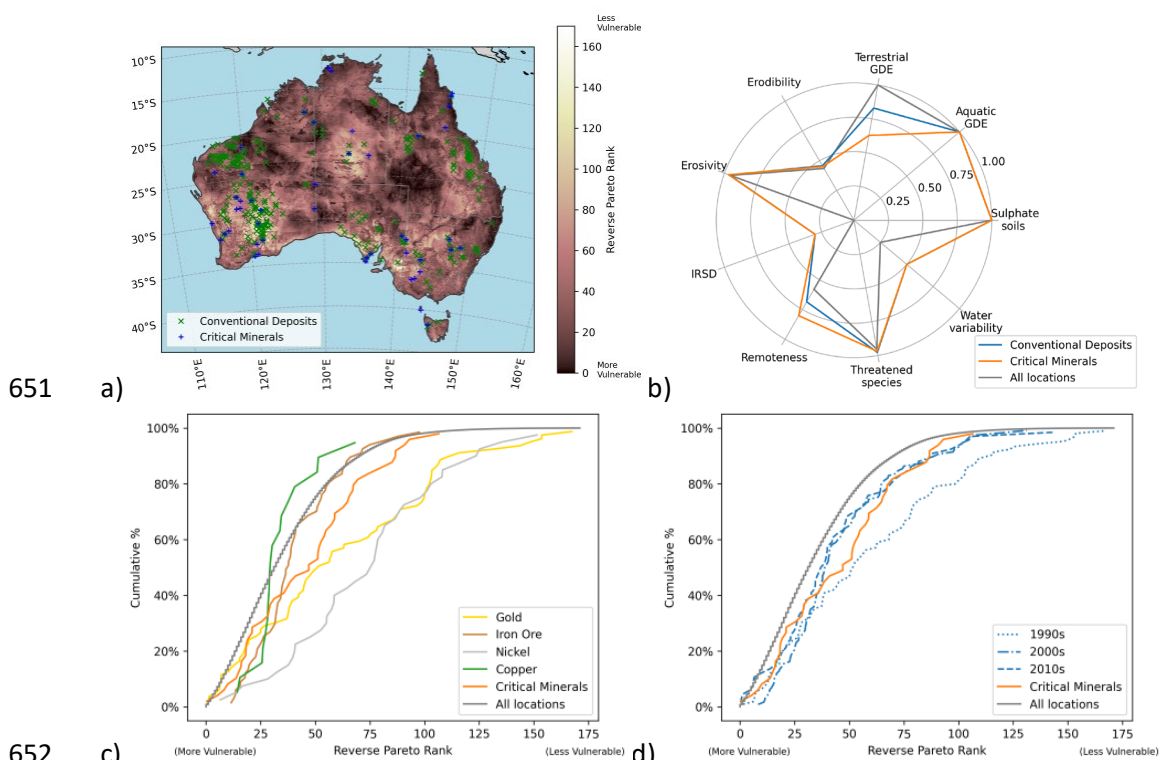 Less
Vulnerable
10°S
15°S
20°S
25°S
30°S
35°S
40°S
110°E
120°E
130°E
140°E
150°E
160°E
Conventional Deposits
Critical Minerals
160
140
120
100
80
60
40
20
0
More
Vulnerable
Reverse Pareto Rank
651 a)
Terrestrial
GDE
Erodibility
Aquatic
GDE
Erosivity
1.00
0.75
0.50
0.25
Sulphate
soils
IRSD
Water
variability
Remoteness
Threatened
species
Conventional Deposits
Critical Minerals
All locations
b)
100%
80%
60%
40%
20%
0%
Cumulative %
0 25 50 75 100 125 150 175
(More Vulnerable) Reverse Pareto Rank (Less Vulnerable)
Gold
Iron Ore
Nickel
Copper
Critical Minerals
All locations
652 c)
100%
80%
60%
40%
20%
0%
Cumulative %
0 25 50 75 100 125 150 175
(More Vulnerable) Reverse Pareto Rank (Less Vulnerable)
1990s
2000s
2010s
Critical Minerals
All locations
d)